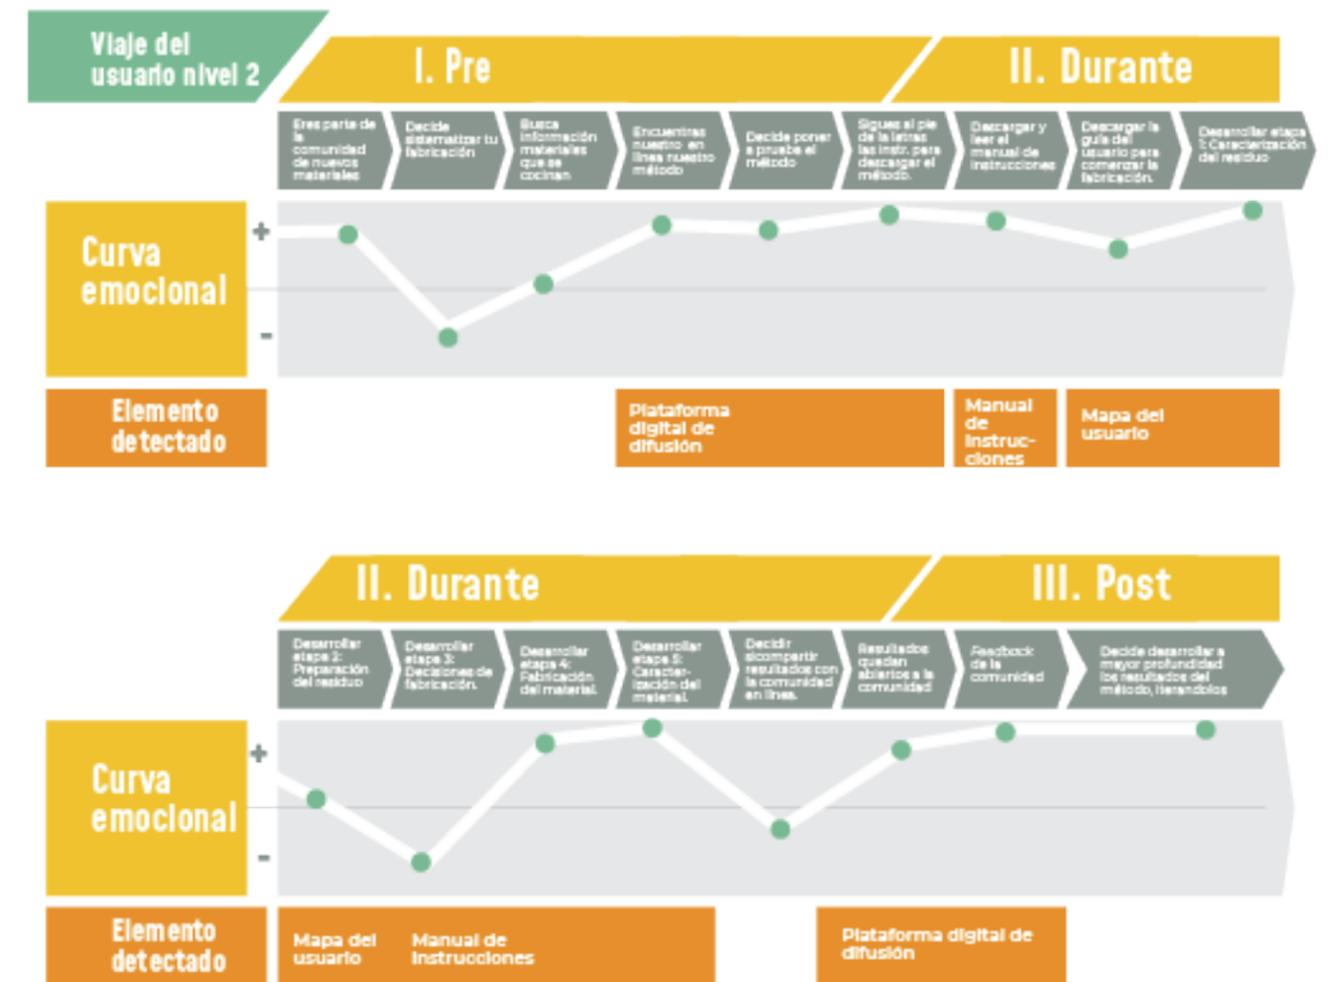 Viaje del
usuario nivel 2
I. Pre
II. Durante
Eres parte de
la
comunidad
de nuevos
materiales
Decide
sistematizar tu
fabricación
Busca
información
materiales
que se
cocinan
Encuentras
nuestro en
línea nuestro
método
Decide poner
a prueba el
método
Sigues al pie
de la letras
las instr. para
descargar el
método.
Descargar y
leer el
manual de
instrucciones
Descargar la
guía del
usuario para
comenzar la
fabricación.
Desarrollar etapa
1: Caracterización
del residuo
Curva
emocional
+
-
Elemento
detectado
Plataforma
digital de
difusión
Manual
de
Instruc-
ciones
Mapa del
usuario
II. Durante
III. Post
Desarrollar
etapa 2:
Preparación
del residuo
Desarrollar
etapa 3:
Decisiones de
fabricación.
Desarrollar
etapa 4:
Fabricación
del material.
Desarrollar
etapa 5:
Caracter-
ización del
material.
Decidir
sicompartir
resultados con
la comunidad
en línea.
Resultados
quedan
abiertos a la
comunidad
Feedback
de la
comunidad
Decide desarrollar a
mayor profundidad
los resultados del
método, iterandolos
Curva
emocional
+
-
Elemento
detectado
Mapa del
usuario
Manual de
Instrucciones
Plataforma digital de
difusión